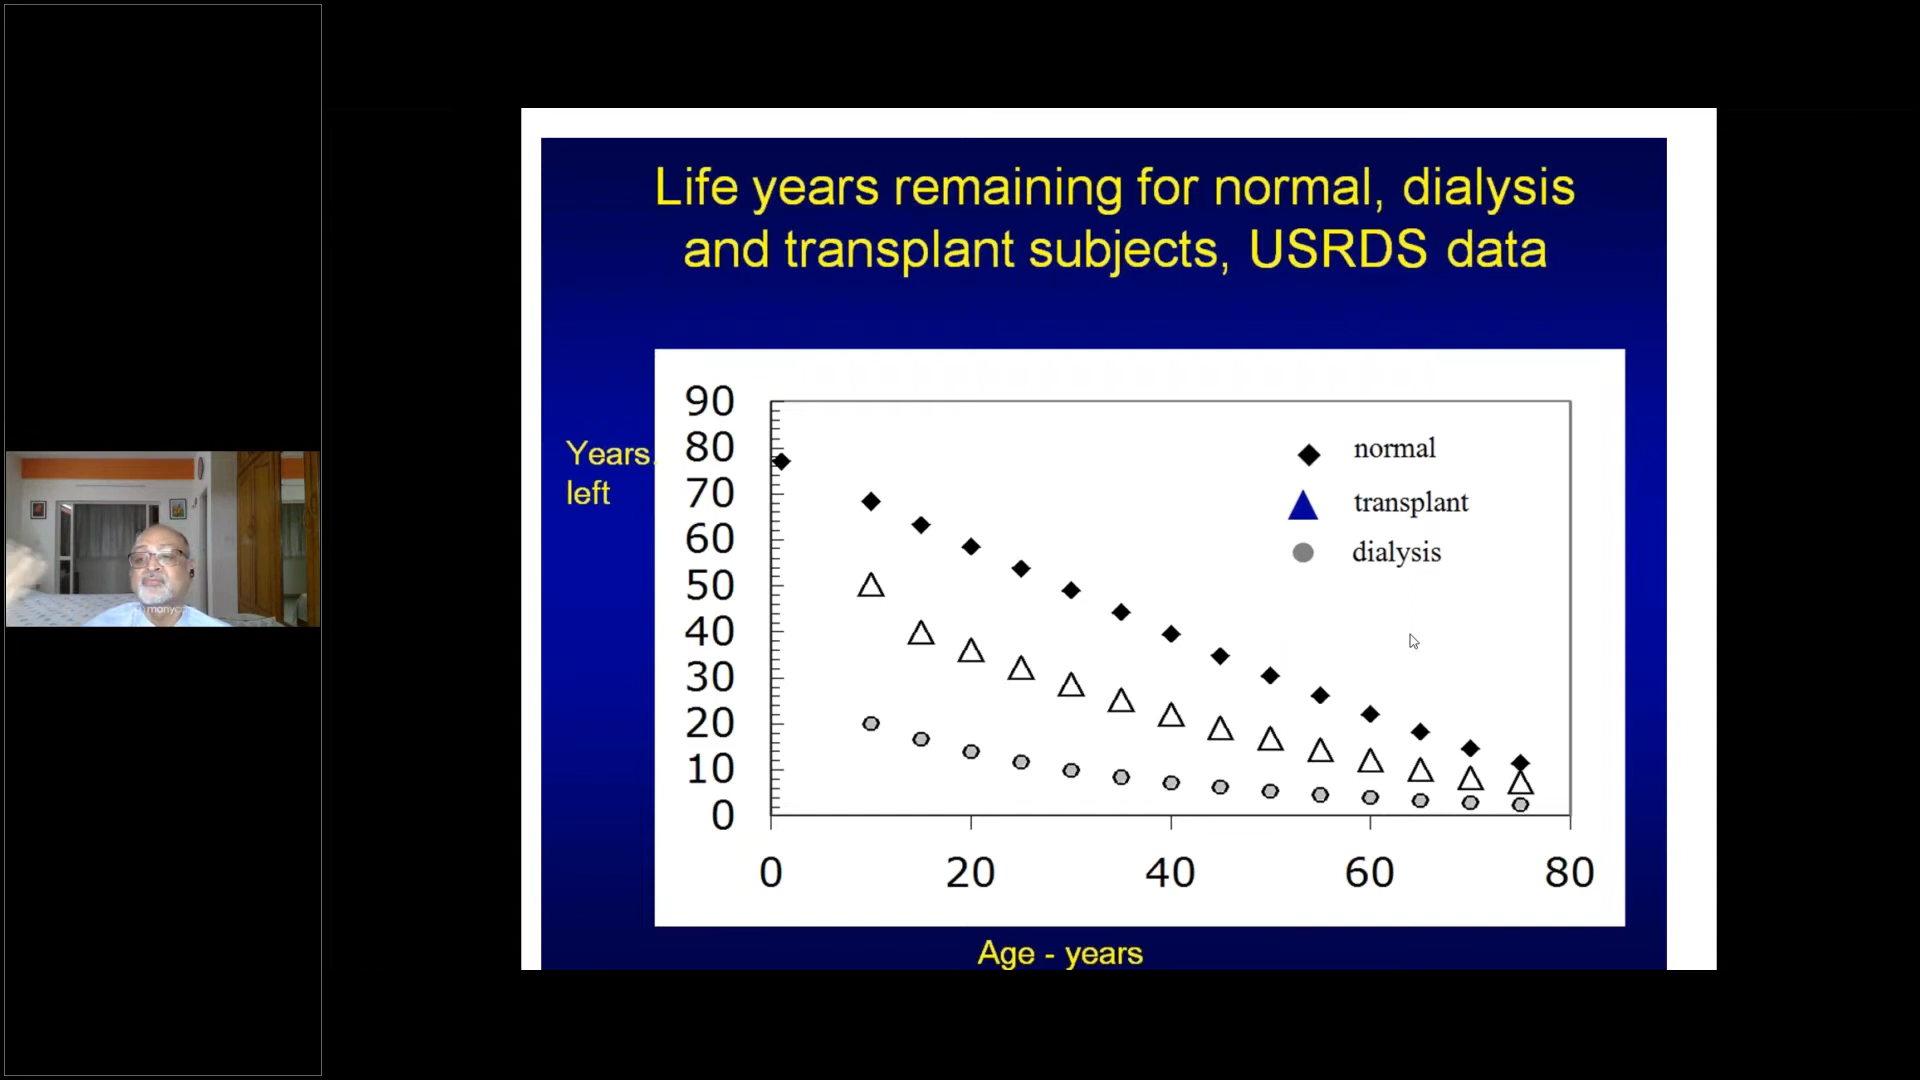 Life years remaining for normal, dialysis
and transplant subjects, USRDS data
Years
left
90
80
70
60
50
40
30
20
10
0
normal
transplant
dialysis
0 20 40 60 80
Age - years
manyc